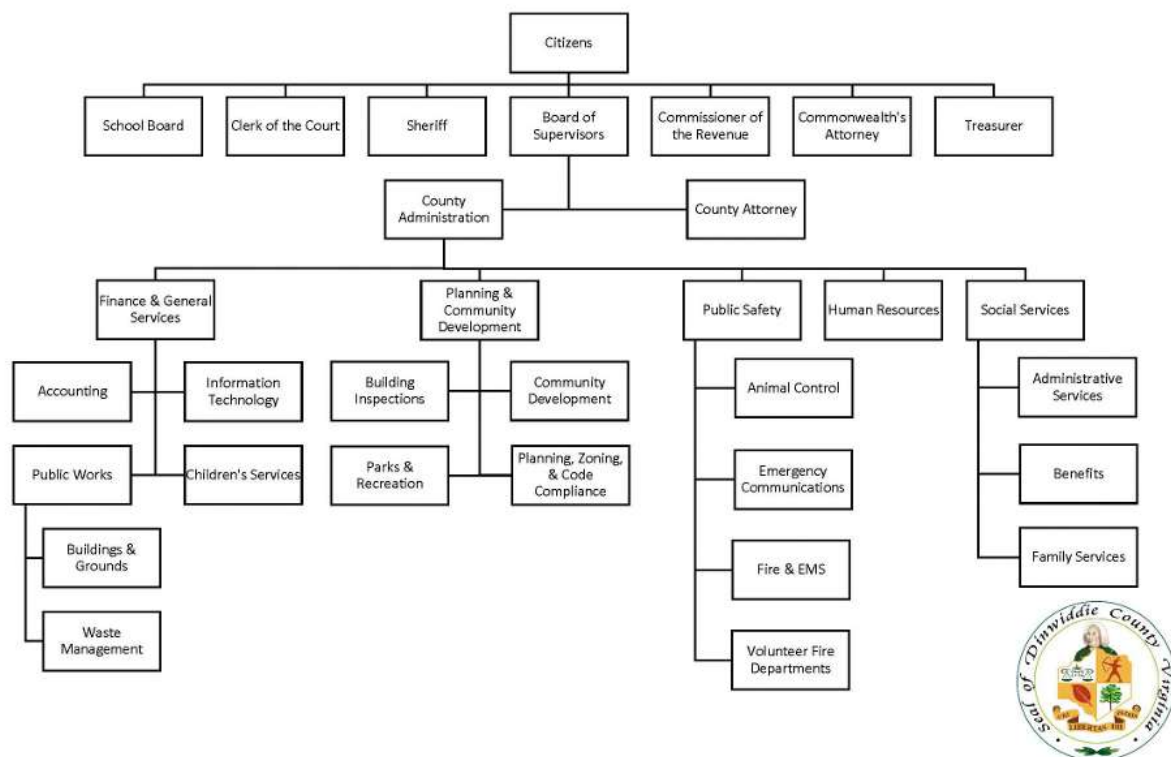 Citizens
School Board
Clerk of the Court
Sheriff
Board of
Supervisors
Commissioner of
the Revenue
Commonwealth's
Attorney
Treasurer
County
Administration
County Attorney
Finance & General
Services
Planning &
Community
Development
Public Safety
Human Resources
Social Services
Accounting
Information
Technology
Building
Inspections
Community
Development
Animal Control
Administrative
Services
Public Works
Children's Services
Parks &
Recreation
Planning, Zoning,
& Code
Compliance
Emergency
Communications
Benefits
Buildings &
Grounds
Fire & EMS
Family Services
Waste
Management
Volunteer Fire
Departments
Seal of Dinwiddie County Virginia
LIBERTAS